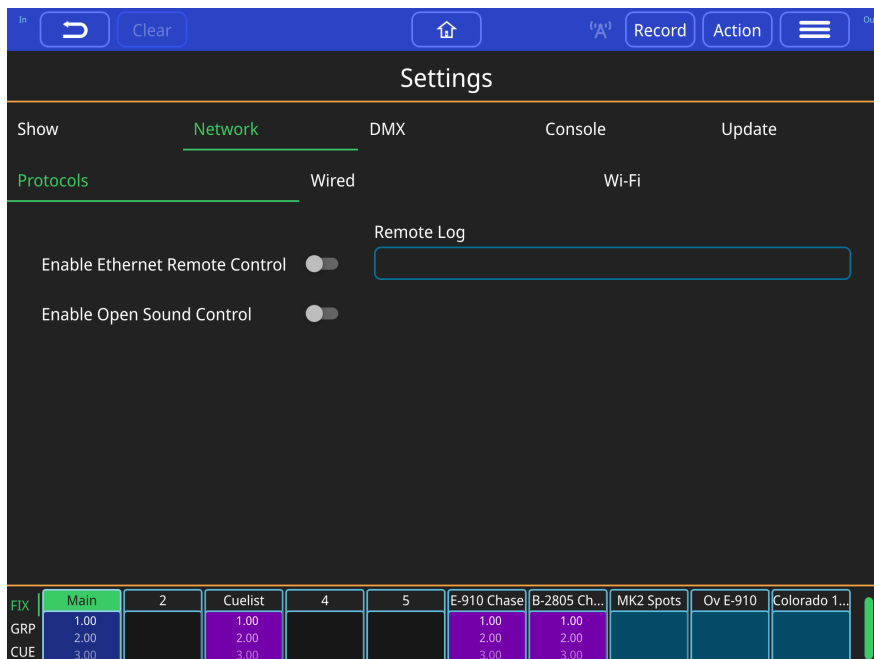 In
Clear
Record
Action
Ou
Settings
Show Network DMX Console Update
Protocols Wired Wi-Fi
Remote Log
Enable Ethernet Remote Control
Enable Open Sound Control
FIX Main 2 Cuelist 4 5 E-910 Chase B-2805 Ch... MK2 Spots Ov E-910 Colorado 1...
1.00 1.00 1.00 1.00
GRP
2.00 2.00 2.00 2.00
CUE 3.00 3.00 3.00 3.00